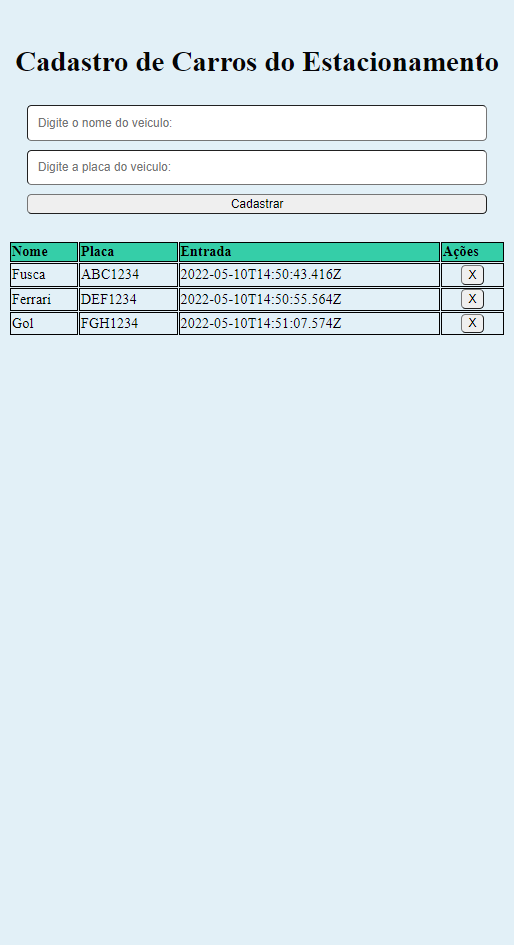 Cadastro de Carros do Estacionamento
Digite o nome do veiculo:
Digite a placa do veiculo:
Cadastrar
Nome Placa Entrada Ações
Fusca ABC1234 2022-05-10T14:50:43.416Z X
Ferrari DEF1234 2022-05-10T14:50:55.564Z X
Gol FGH1234 2022-05-10T14:51:07.574Z X